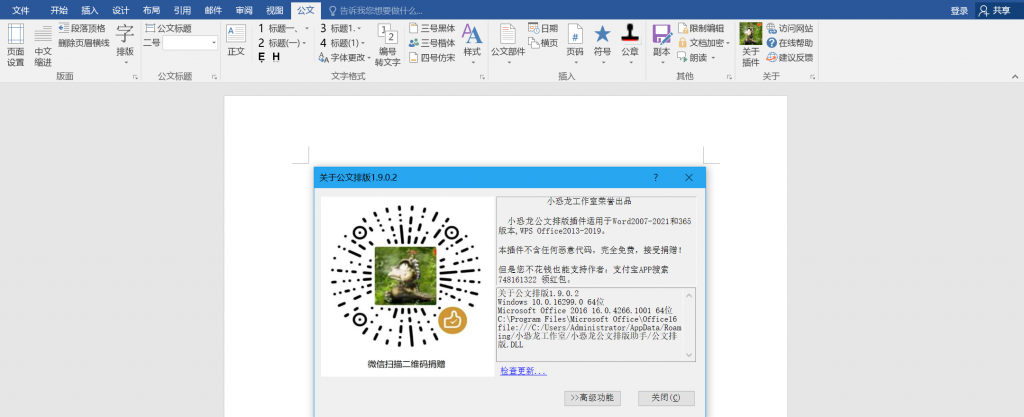 文件 开始 插入 设计 布局 引用 邮件 审阅 视图 公文 告诉我您想要做什么... 登录 共享
页面设置
中文缩进
段落顶格
删除页眉横线
排版
版面
公文标题
二号
公文标题
正文
1 标题一、
2 标题(一)
Ẹ Ḥ
3 标题1.
4 标题(1)
字体更改
编号转文字
三号黑体
三号楷体
四号仿宋
样式
文字格式
公文部件
日期
横页
页码
符号
公章
插入
副本
限制编辑
文档加密
朗读
其他
关于插件
访问网站
在线帮助
建议反馈
关于
关于公文排版1.9.0.2 ?
微信扫描二维码捐赠
小恐龙工作室荣誉出品
小恐龙公文排版插件适用于Word2007-2021和365
版本,WPS Office2013-2019。
本插件不含任何恶意代码，完全免费，接受捐赠！
但是您不花钱也能支持作者：支付宝APP搜索
748161322 领红包。
关于公文排版1.9.0.2
Windows 10.0.16299.0 64位
Microsoft Office 2016 16.0.4266.1001 64位
C:\Program Files\Microsoft Office\Office16
file:///C:/Users/Administrator/AppData/Roam
ing/小恐龙工作室/小恐龙公文排版助手/公文排
版.DLL
检查更新...
>>高级功能
关闭(C)